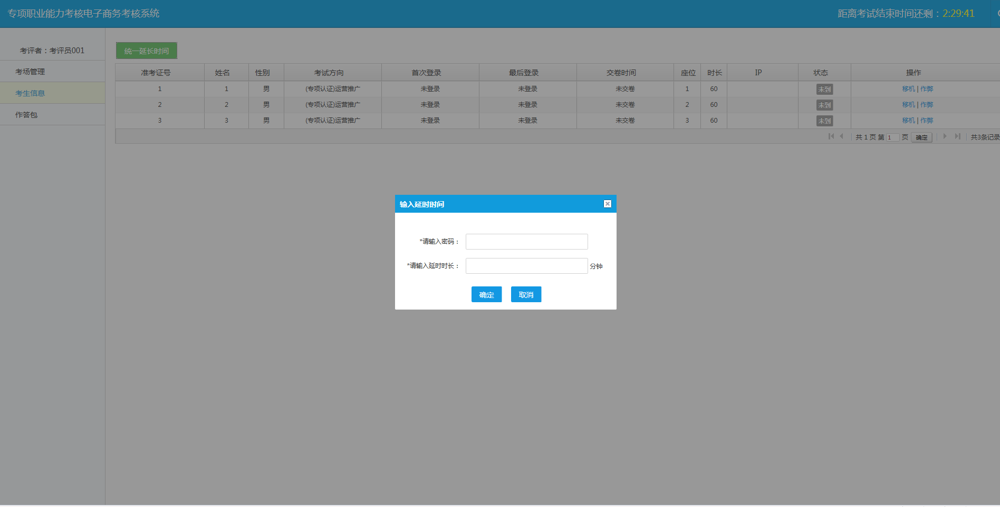 专项职业能力考核电子商务考核系统
距离考试结束时间还剩：2:29:41
考评者：考评员001
考场管理
考生信息
作答包
统一延长时间
准考证号 姓名 性别 考试方向 首次登录 最后登录 交卷时间 座位 时长 IP 状态 操作
1 1 男 (专项认证)运营推广 未登录 未登录 未交卷 1 60 未到 移机 | 作弊
2 2 男 (专项认证)运营推广 未登录 未登录 未交卷 2 60 未到 移机 | 作弊
3 3 男 (专项认证)运营推广 未登录 未登录 未交卷 3 60 未到 移机 | 作弊
共 1 页 第 1 页 确定 共3条记录
输入延时时间
*请输入密码：
*请输入延时时长： 分钟
确定 取消